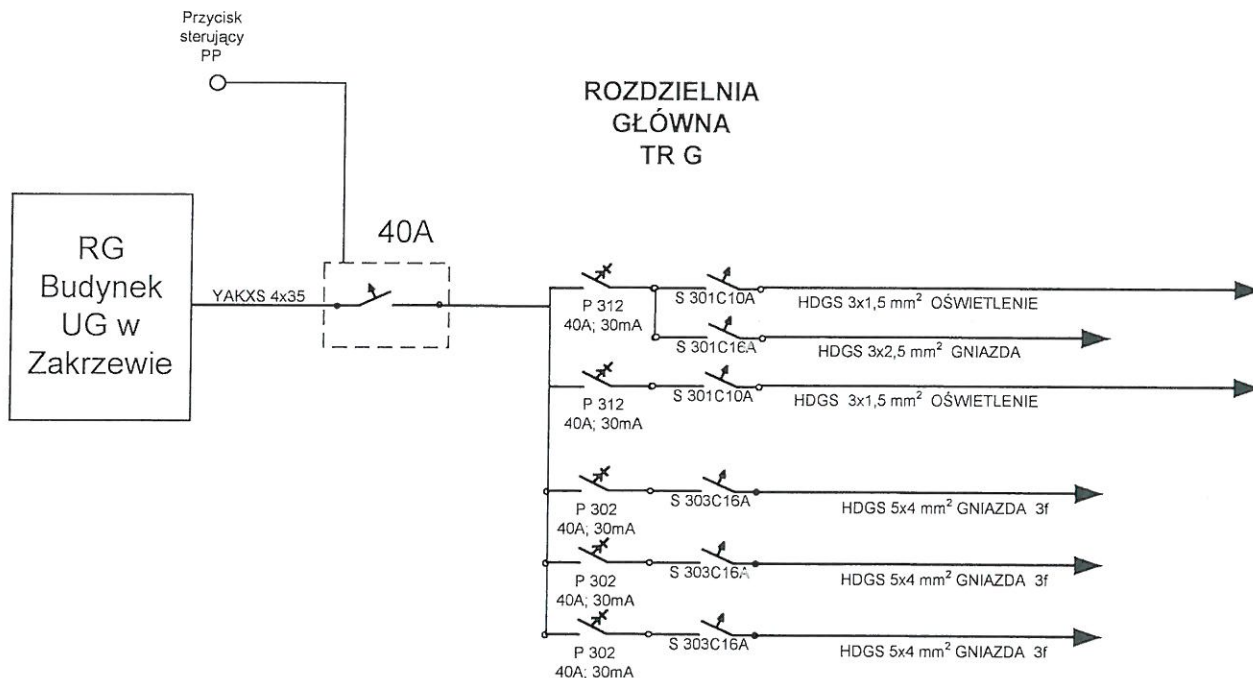 Przycisk
sterujący
PP
ROZDZIELNIA
GŁÓWNA
TR G
RG
Budynek
UG w
Zakrzewie
YAKXS 4x35
40A
P 312
40A; 30mA
S 301C10A
HDGS 3x1,5 mm² OŚWIETLENIE
S 301C16A
HDGS 3x2,5 mm² GNIAZDA
P 312
40A; 30mA
S 301C10A
HDGS 3x1,5 mm² OŚWIETLENIE
P 302
40A; 30mA
S 303C16A
HDGS 5x4 mm² GNIAZDA 3f
P 302
40A; 30mA
S 303C16A
HDGS 5x4 mm² GNIAZDA 3f
P 302
40A; 30mA
S 303C16A
HDGS 5x4 mm² GNIAZDA 3f